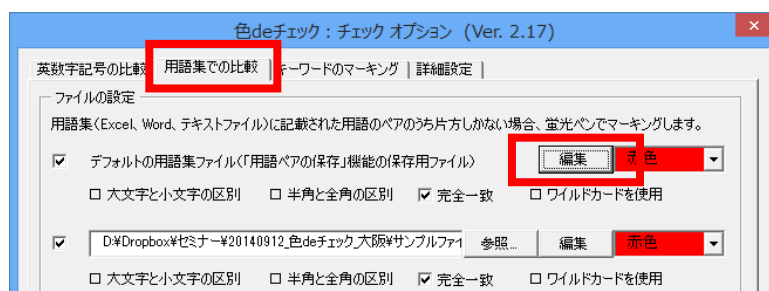 色deチェック : チェック オプション (Ver. 2.17)
英数字記号の比較 用語集での比較 キーワードのマーキング 詳細設定
ファイルの設定
用語集(Excel、Word、テキストファイル)に記載された用語のペアのうち片方しかない場合、蛍光ペンでマーキングします。
デフォルトの用語集ファイル(「用語ペアの保存」機能の保存用ファイル) 編集 赤色
大文字と小文字の区別 半角と全角の区別 完全一致 ワイルドカードを使用
D:¥Dropbox¥セミナー¥20140912_色deチェック_大阪¥サンプルファイ 参照... 編集 赤色
大文字と小文字の区別 半角と全角の区別 完全一致 ワイルドカードを使用